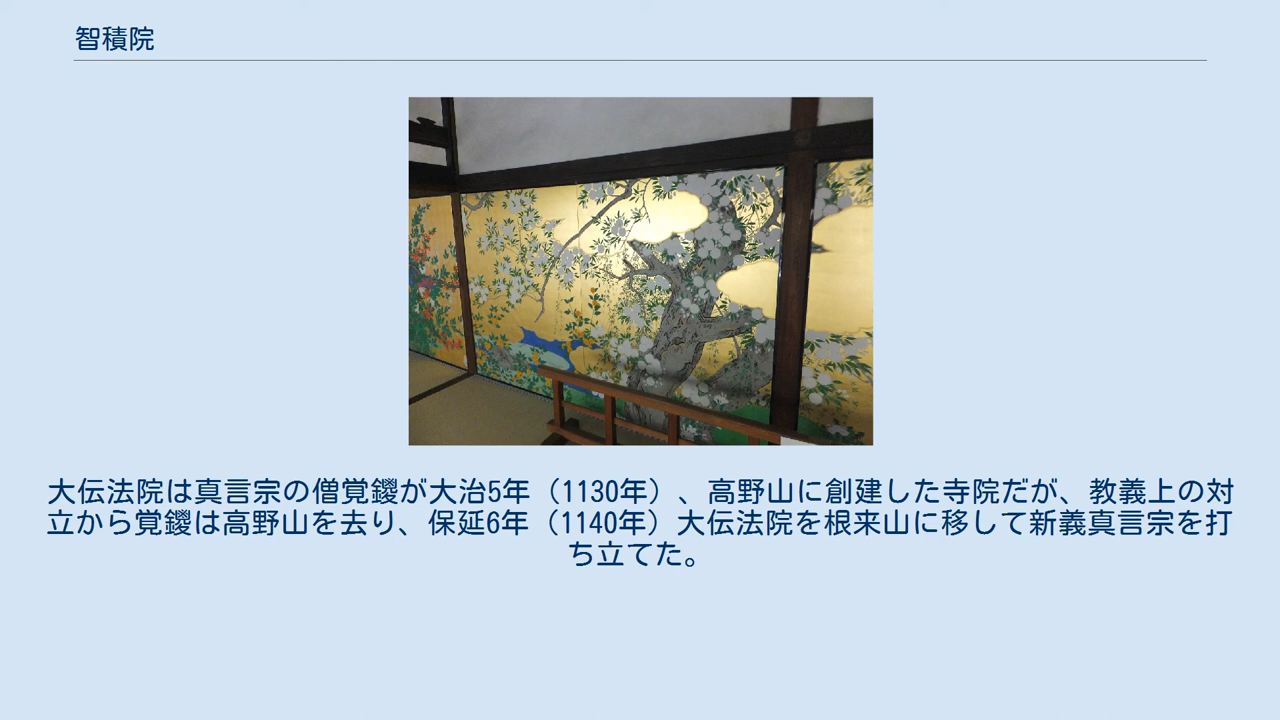 智積院
大伝法院は真言宗の僧覚鑁が大治5年（1130年）、高野山に創建した寺院だが、教義上の対
立から覚鑁は高野山を去り、保延6年（1140年）大伝法院を根来山に移して新義真言宗を打
ち立てた。